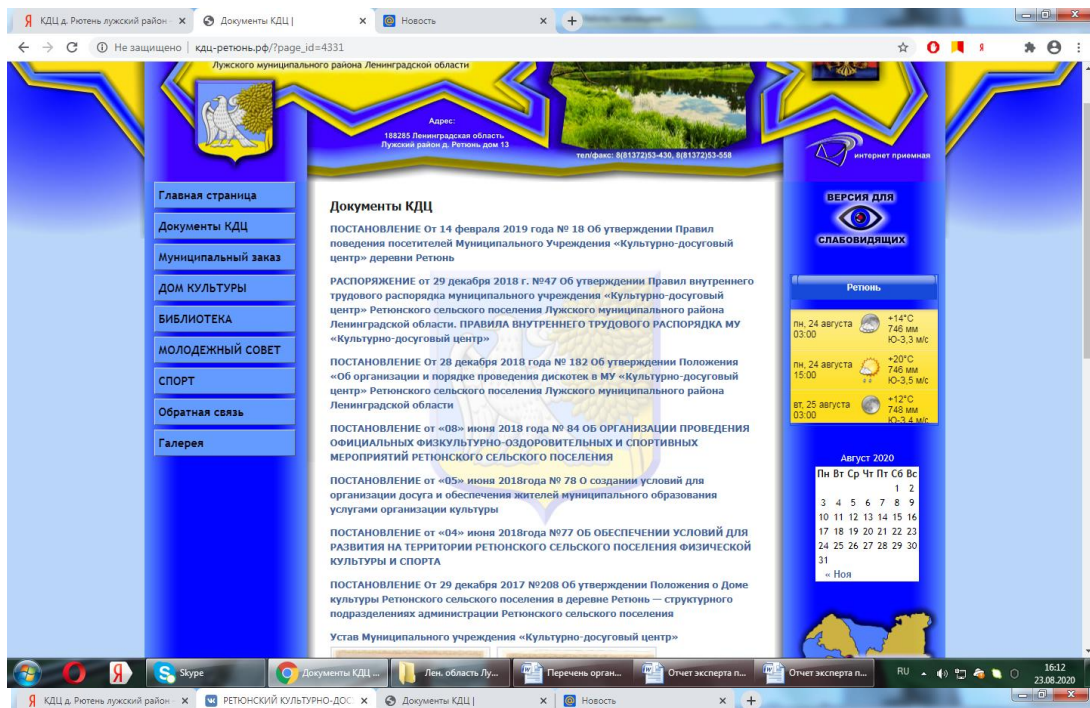 КДЦ д. Рютень лужский район -
Документы КДЦ |
Новость
Не защищено | кдц-ретюнь.рф/?page_id=4331
Лужского муниципального района Ленинградской области
Адрес:
188285 Ленинградская область
Лужский район д. Ретюнь дом 13
тел/факс: 8(81372)53-430, 8(81372)53-558
интернет приемная
Главная страница
Документы КДЦ
Муниципальный заказ
ДОМ КУЛЬТУРЫ
БИБЛИОТЕКА
МОЛОДЕЖНЫЙ СОВЕТ
СПОРТ
Обратная связь
Галерея
Документы КДЦ
ПОСТАНОВЛЕНИЕ От 14 февраля 2019 года № 18 Об утверждении Правил
поведения посетителей Муниципального Учреждения «Культурно-досуговый
центр» деревни Ретюнь
РАСПОРЯЖЕНИЕ от 29 декабря 2018 г. №47 Об утверждении Правил внутреннего
трудового распорядка муниципального учреждения «Культурно-досуговый
центр» Ретюнского сельского поселения Лужского муниципального района
Ленинградской области. ПРАВИЛА ВНУТРЕННЕГО ТРУДОВОГО РАСПОРЯДКА МУ
«Культурно-досуговый центр»
ПОСТАНОВЛЕНИЕ От 28 декабря 2018 года № 182 Об утверждении Положения
«Об организации и порядке проведения дискотек в МУ «Культурно-досуговый
центр» Ретюнского сельского поселения Лужского муниципального района
Ленинградской области
ПОСТАНОВЛЕНИЕ от «08» июня 2018 года № 84 ОБ ОРГАНИЗАЦИИ ПРОВЕДЕНИЯ
ОФИЦИАЛЬНЫХ ФИЗКУЛЬТУРНО-ОЗДОРОВИТЕЛЬНЫХ И СПОРТИВНЫХ
МЕРОПРИЯТИЙ РЕТЮНСКОГО СЕЛЬСКОГО ПОСЕЛЕНИЯ
ПОСТАНОВЛЕНИЕ от «05» июня 2018года № 78 О создании условий для
организации досуга и обеспечения жителей муниципального образования
услугами организации культуры
ПОСТАНОВЛЕНИЕ от «04» июня 2018года №77 ОБ ОБЕСПЕЧЕНИИ УСЛОВИЙ ДЛЯ
РАЗВИТИЯ НА ТЕРРИТОРИИ РЕТЮНСКОГО СЕЛЬСКОГО ПОСЕЛЕНИЯ ФИЗИЧЕСКОЙ
КУЛЬТУРЫ И СПОРТА
ПОСТАНОВЛЕНИЕ От 29 декабря 2017 №208 Об утверждении Положения о Доме
культуры Ретюнского сельского поселения в деревне Ретюнь — структурного
подразделениях администрации Ретюнского сельского поселения
Устав Муниципального учреждения «Культурно-досуговый центр»
ВЕРСИЯ ДЛЯ
СЛАБОВИДЯЩИХ
Ретюнь
пн, 24 августа
03:00
+14°C
746 мм
Ю-3,3 м/с
пн, 24 августа
15:00
+20°C
746 мм
Ю-3,5 м/с
вт, 25 августа
03:00
+12°C
748 мм
Ю-3,4 м/с
Август 2020
Пн Вт Ср Чт Пт Сб Вс
1 2
3 4 5 6 7 8 9
10 11 12 13 14 15 16
17 18 19 20 21 22 23
24 25 26 27 28 29 30
31
« Ноя
Skype
Документы КДЦ ...
Лен. область Лу...
Перечень орган...
Отчет эксперта п...
Отчет эксперта п...
RU
16:12
23.08.2020
КДЦ д. Рютень лужский район -
РЕТЮНСКИЙ КУЛЬТУРНО-ДОС
Документы КДЦ |
Новость